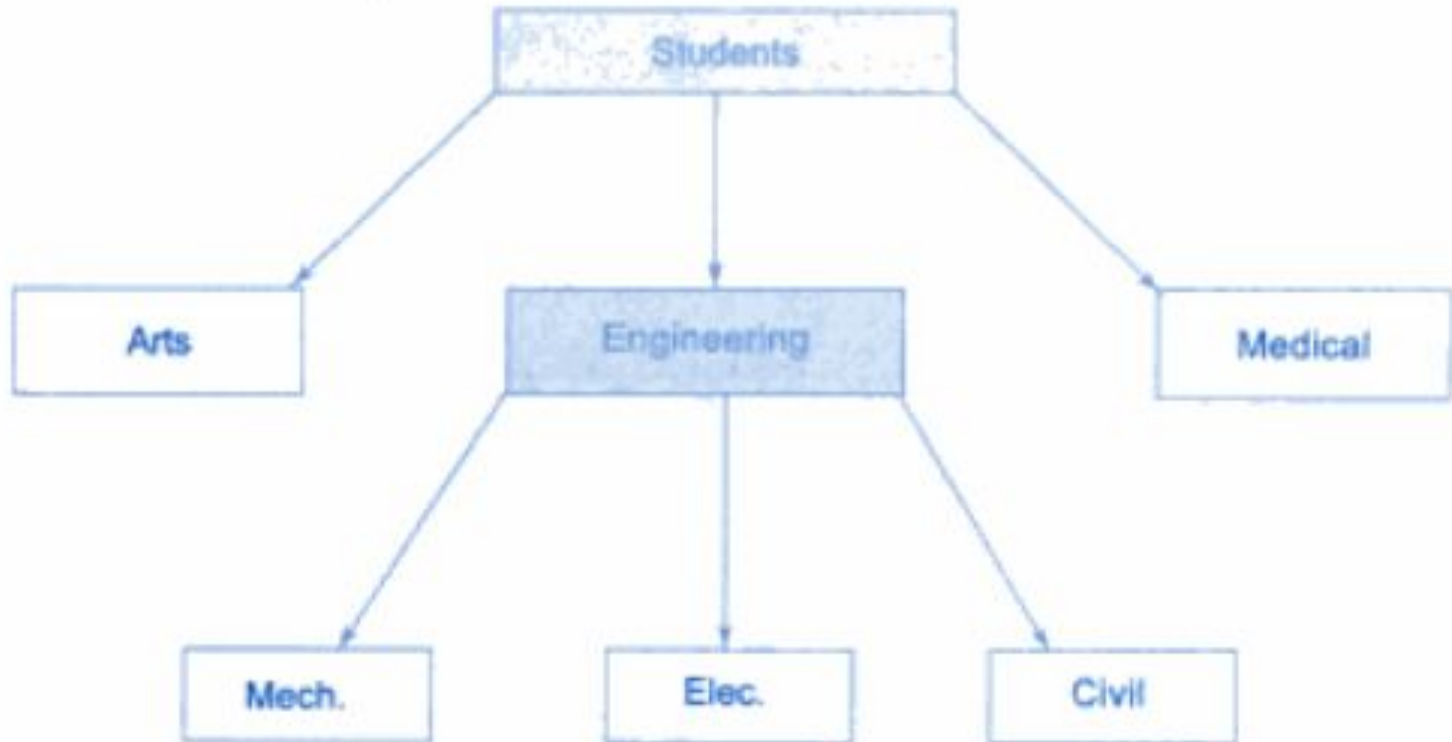 Students
Arts
Engineering
Medical
Mech.
Elec.
Civil